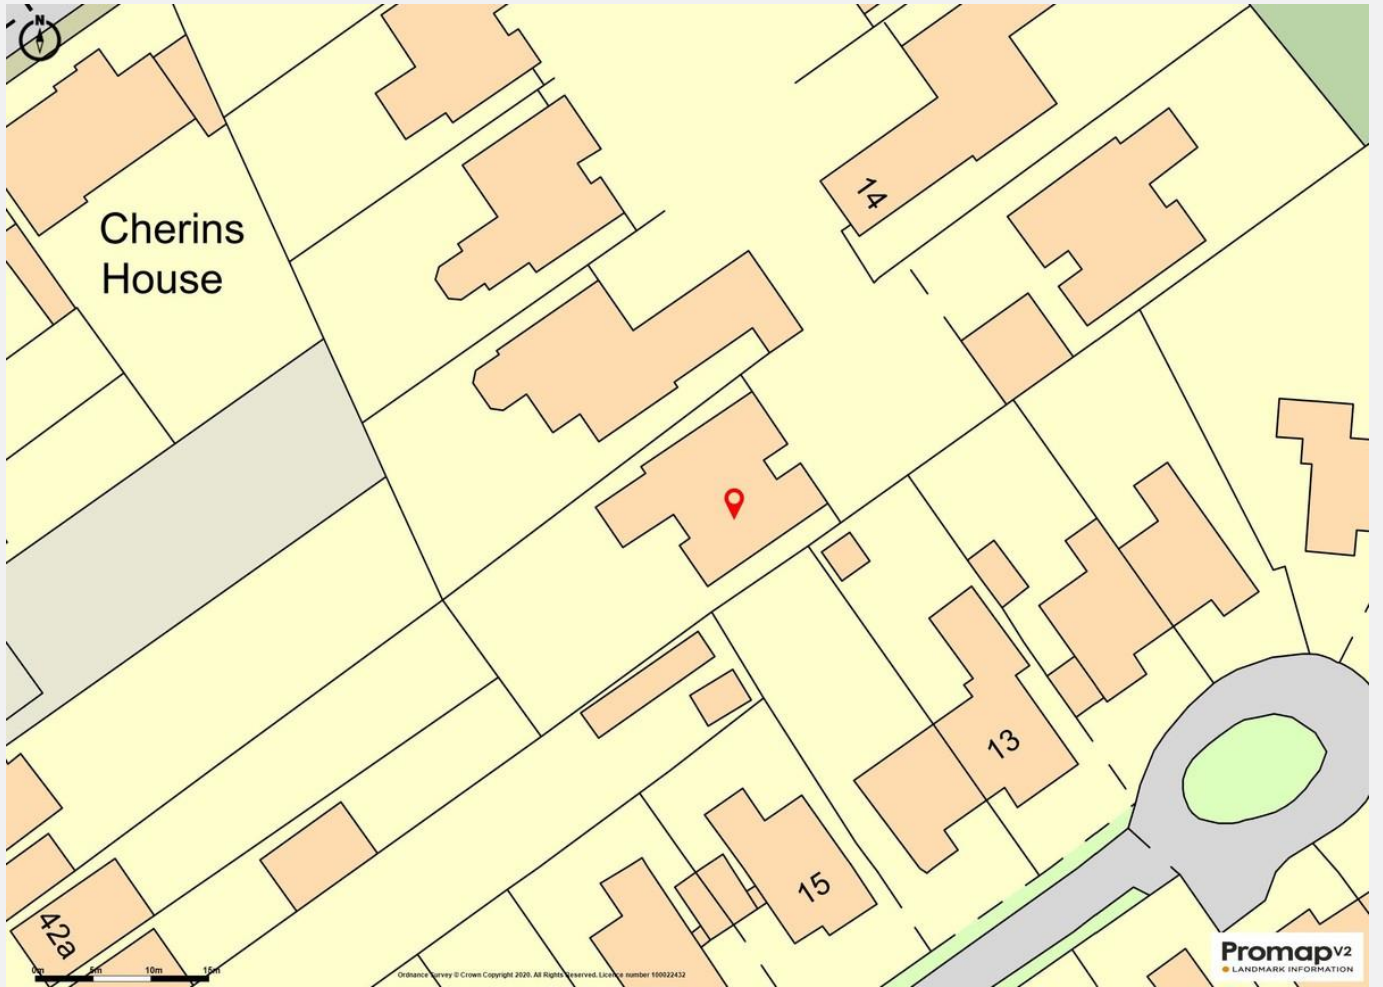 N
14
Cherins
House
13
15
42a
0m 5m 10m 15m
Ordnance Survey © Crown Copyright 2020. All Rights Reserved. Licence number 100022432
Promap V2
LANDMARK INFORMATION